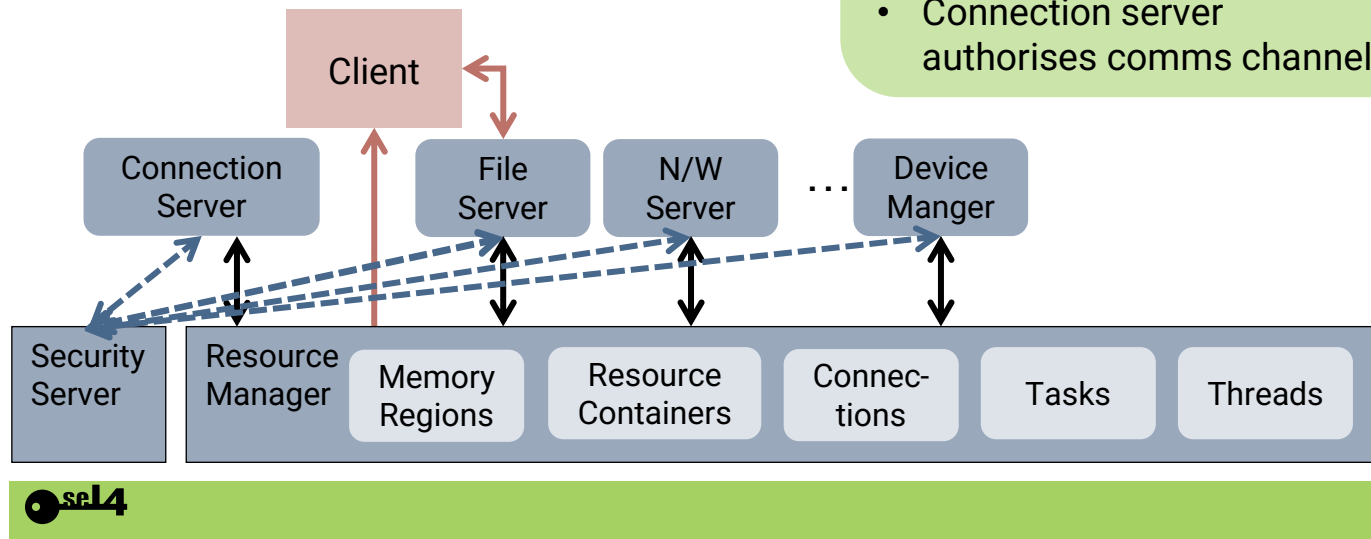 • Connection server
authorises comms channel
Client
Connection
Server
File
Server
N/W
Server
...
Device
Manger
Security
Server
Resource
Manager
Memory
Regions
Resource
Containers
Connec-
tions
Tasks
Threads
seL4